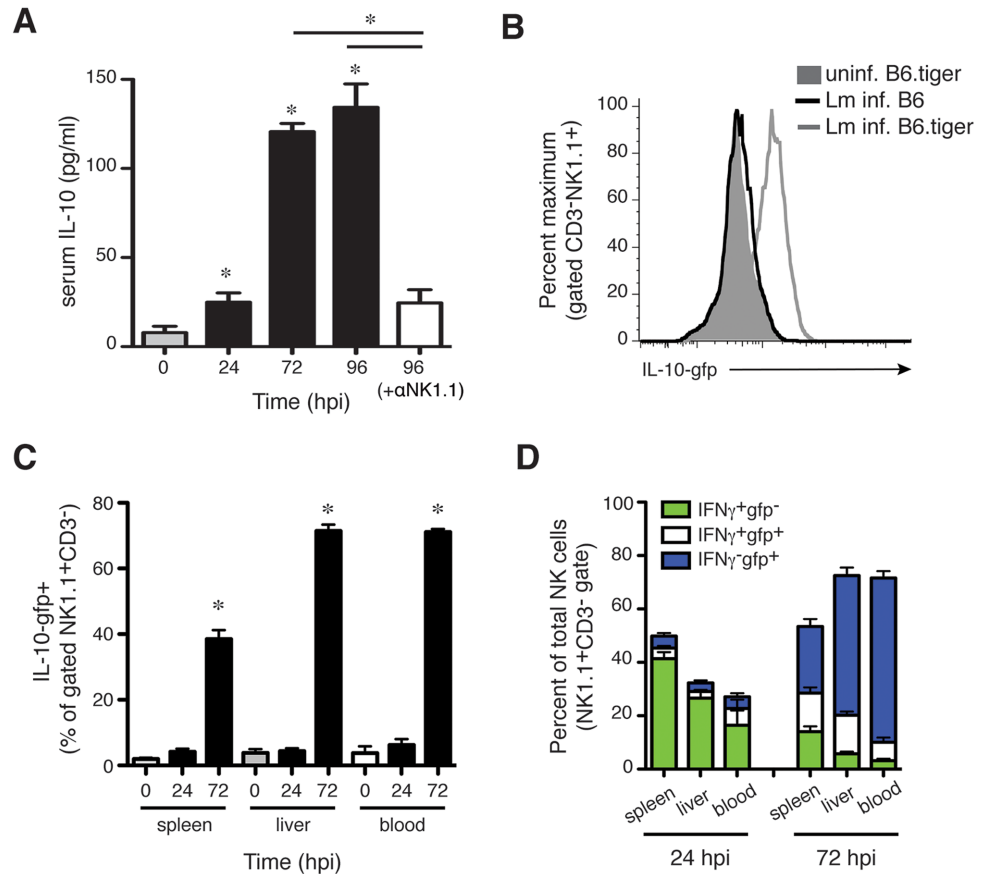 A
*
*
*
*
150
100
50
0
serum IL-10 (pg/ml)
0 24 72 96 96
(+αNK1.1)
Time (hpi)
B
uninf. B6.tiger
Lm inf. B6
Lm inf. B6.tiger
100
80
60
40
20
0
Percent maximum
(gated CD3-NK1.1+)
IL-10-gfp
C
80
60
40
20
0
IL-10-gfp+
(% of gated NK1.1+CD3-)
*
*
*
0 24 72 0 24 72 0 24 72
spleen liver blood
Time (hpi)
D
IFNγ+gfp-
IFNγ+gfp+
IFNγ-gfp+
100
80
60
40
20
0
Percent of total NK cells
(NK1.1+CD3- gate)
spleen liver blood spleen liver blood
24 hpi 72 hpi